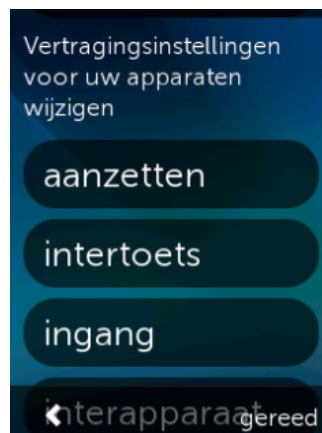 Vertragingsinstellingen
voor uw apparaten
wijzigen
aanzetten
intertoets
ingang
interapparaat
gereed